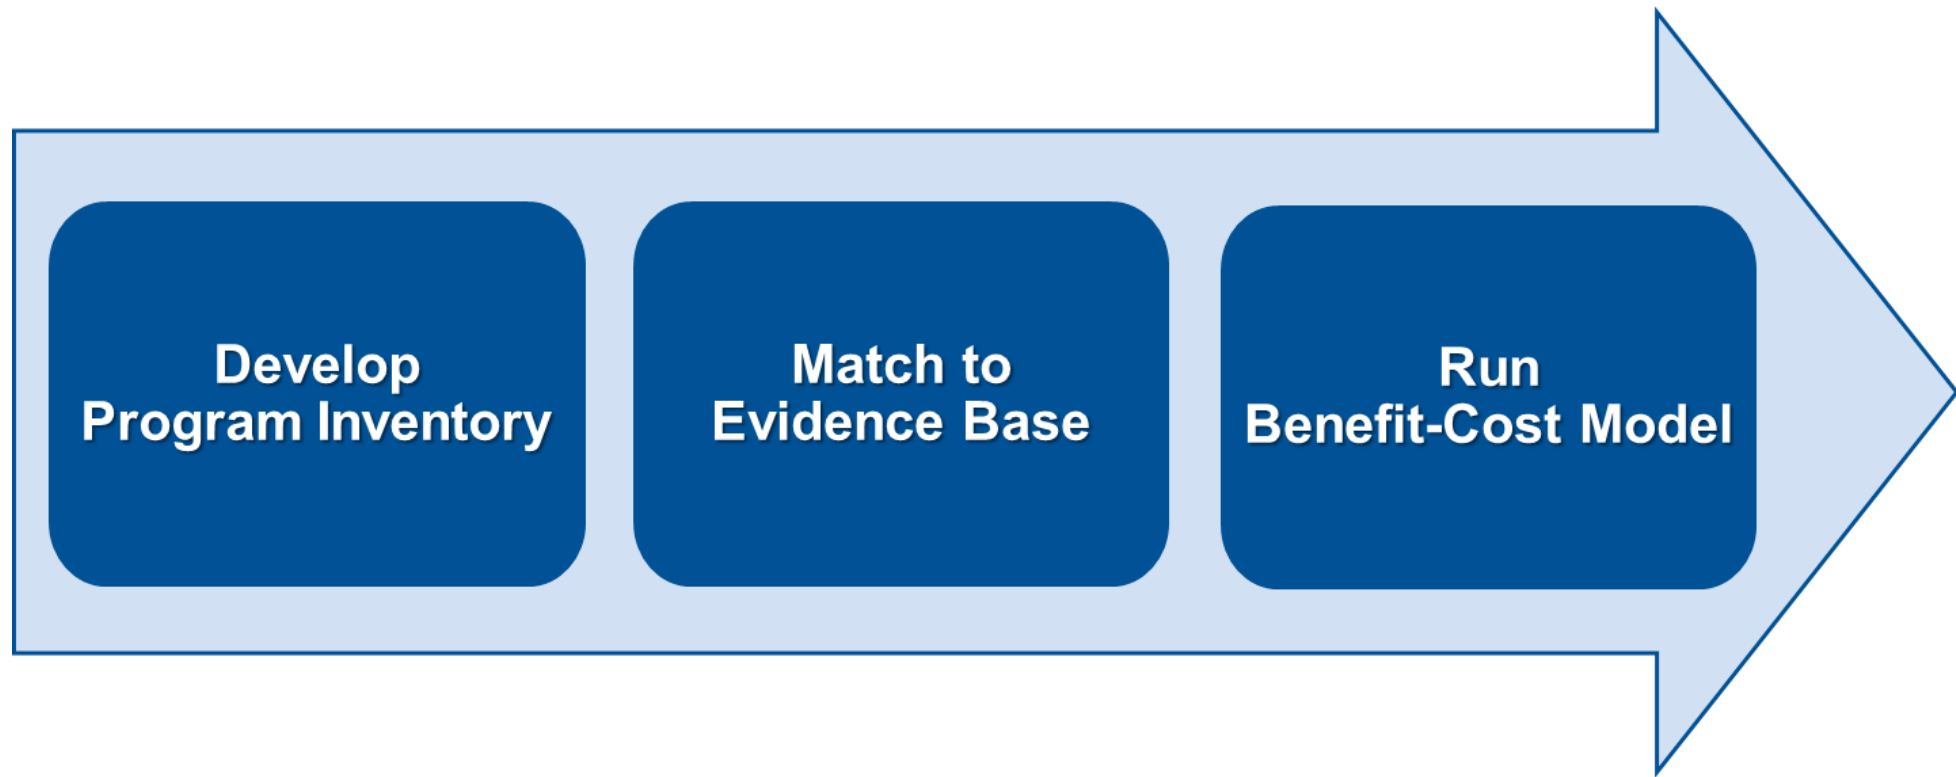 Develop
Program Inventory
Match to
Evidence Base
Run
Benefit-Cost Model